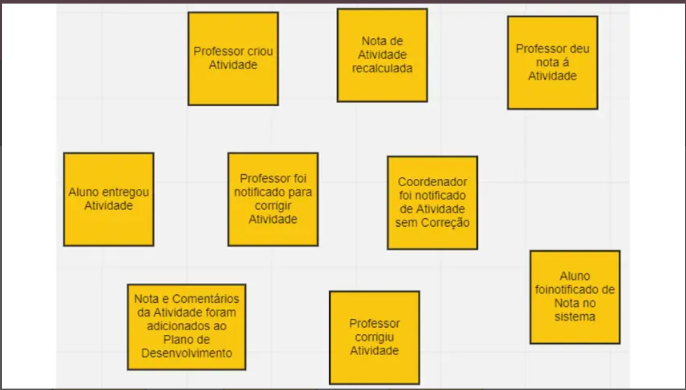 Professor criou
Atividade
Nota de
Atividade
recalculada
Professor deu
nota á
Atividade
Aluno entregou
Atividade
Professor foi
notificado para
corrigir
Atividade
Coordenador
foi notificado
de Atividade
sem Correção
Nota e Comentários
da Atividade foram
adicionados ao
Plano de
Desenvolvimento
Professor
corrigiu
Atividade
Aluno
foinotificado de
Nota no
sistema